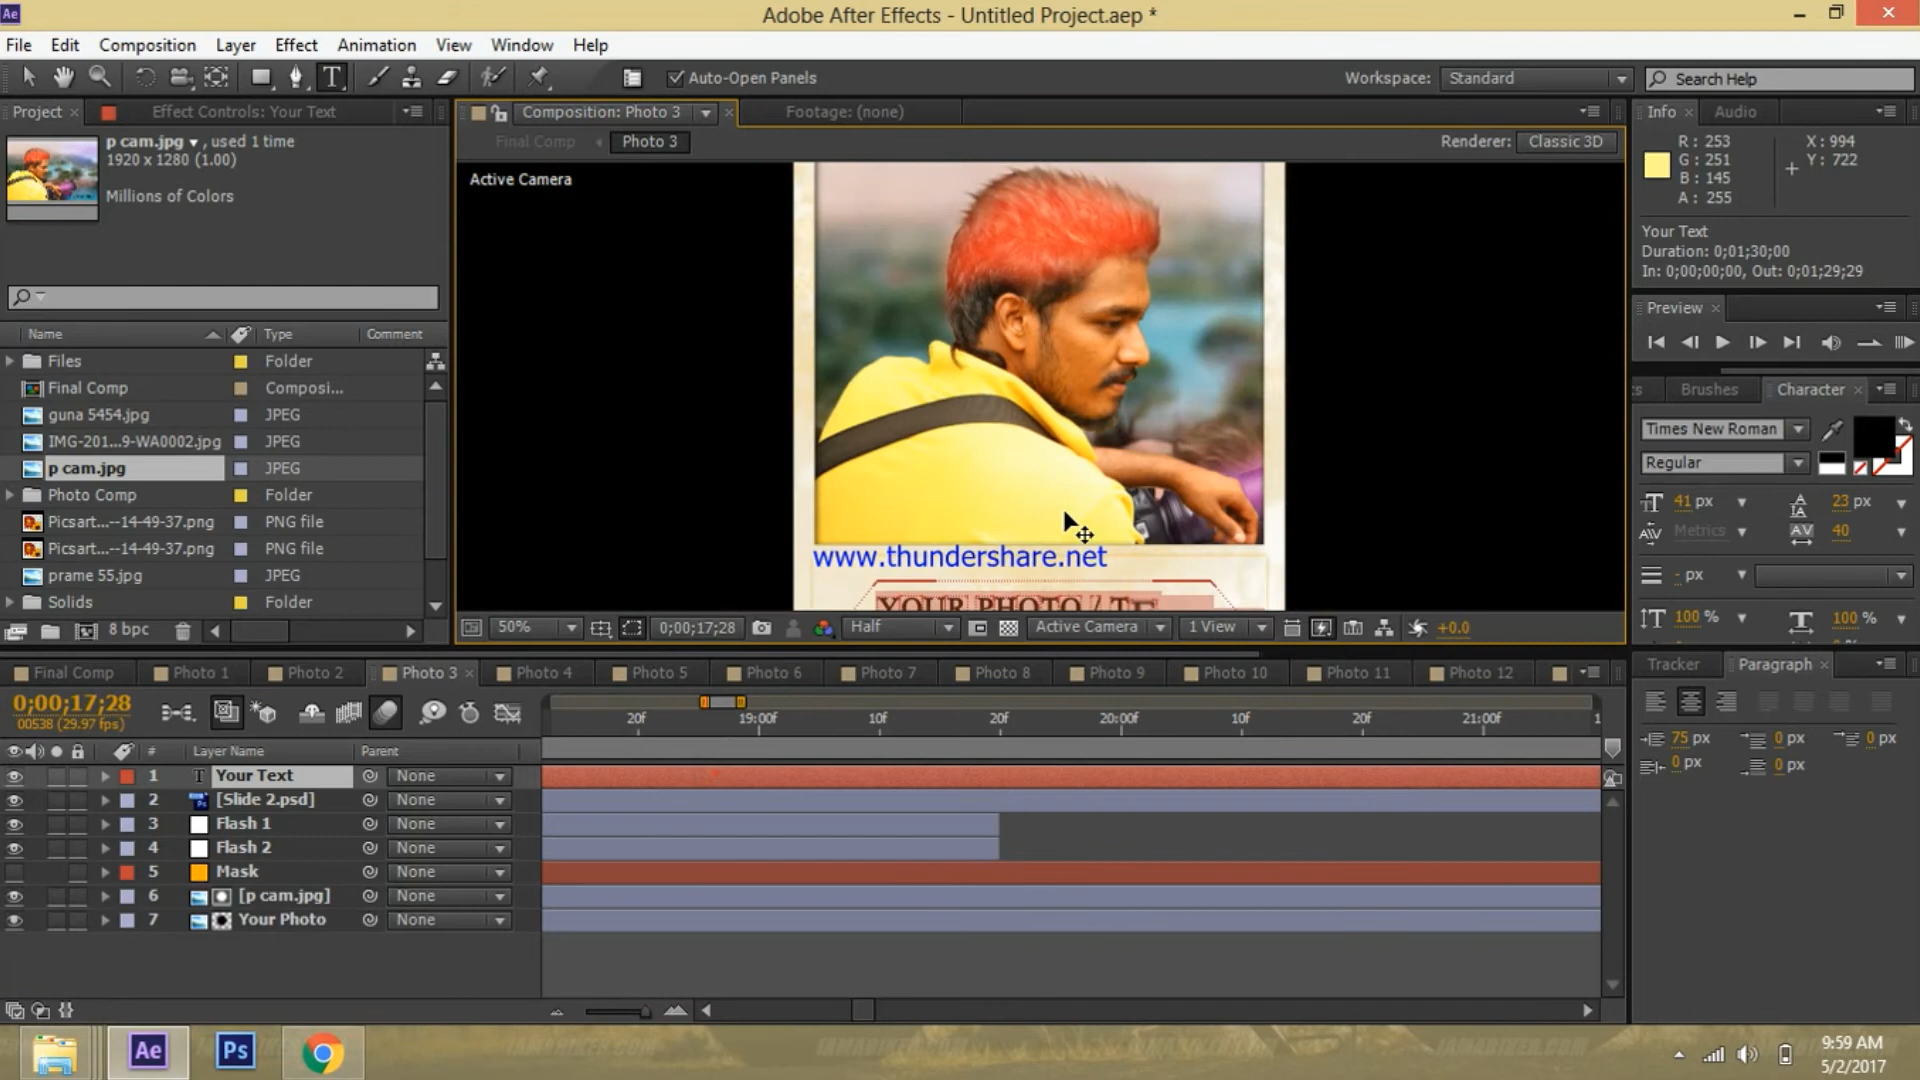 Ae
Adobe After Effects - Untitled Project.aep *
File Edit Composition Layer Effect Animation View Window Help
T Auto-Open Panels Workspace: Standard Search Help
Project Effect Controls: Your Text Composition: Photo 3 Footage: (none) Info Audio
p cam.jpg , used 1 time
1920 x 1280 (1.00)
Millions of Colors
Final Comp Photo 3 Renderer: Classic 3D
Active Camera
R: 253 X: 994
G: 251 Y: 722
B: 145
A: 255
Your Text
Duration: 0;01;30;00
In: 0;00;00;00, Out: 0;01;29;29
Preview
Name Type Comment
Files Folder
Final Comp Composi...
guna 5454.jpg JPEG
IMG-201...9-WA0002.jpg JPEG
p cam.jpg JPEG
Photo Comp Folder
Picsart...--14-49-37.png PNG file
Picsart...--14-49-37.png PNG file
prame 55.jpg JPEG
Solids Folder
8 bpc
www.thundershare.net
YOUR PHOTO / TE
50% 0;00;17;28 Half Active Camera 1 View +0.0
s Brushes Character
Times New Roman
Regular
41 px 23 px
Metrics 40
- px
100 % 100 %
Final Comp Photo 1 Photo 2 Photo 3 Photo 4 Photo 5 Photo 6 Photo 7 Photo 8 Photo 9 Photo 10 Photo 11 Photo 12
Tracker Paragraph
75 px 0 px 0 px
0 px 0 px
0;00;17;28
00538 (29.97 fps)
20f 19:00f 10f 20f 20:00f 10f 20f 21:00f 1
# Layer Name Parent
1 T Your Text None
2 [Slide 2.psd] None
3 Flash 1 None
4 Flash 2 None
5 Mask None
6 [p cam.jpg] None
7 Your Photo None
Ae Ps
9:59 AM
5/2/2017